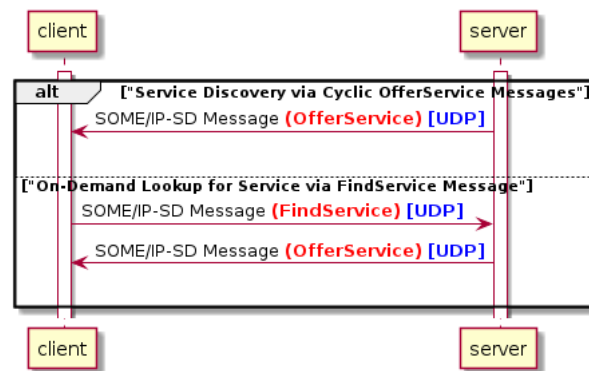 client server
alt ["Service Discovery via Cyclic OfferService Messages"]
SOME/IP-SD Message (OfferService) [UDP]
["On-Demand Lookup for Service via FindService Message"]
SOME/IP-SD Message (FindService) [UDP]
SOME/IP-SD Message (OfferService) [UDP]
client server